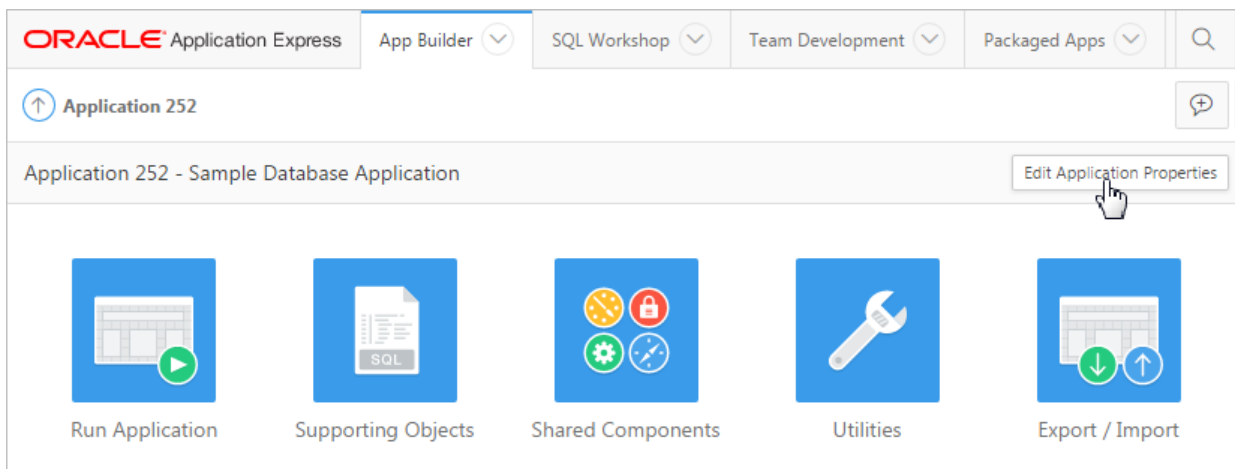 ORACLE Application Express App Builder SQL Workshop Team Development Packaged Apps
Application 252
Application 252 - Sample Database Application Edit Application Properties
SQL
Run Application Supporting Objects Shared Components Utilities Export / Import